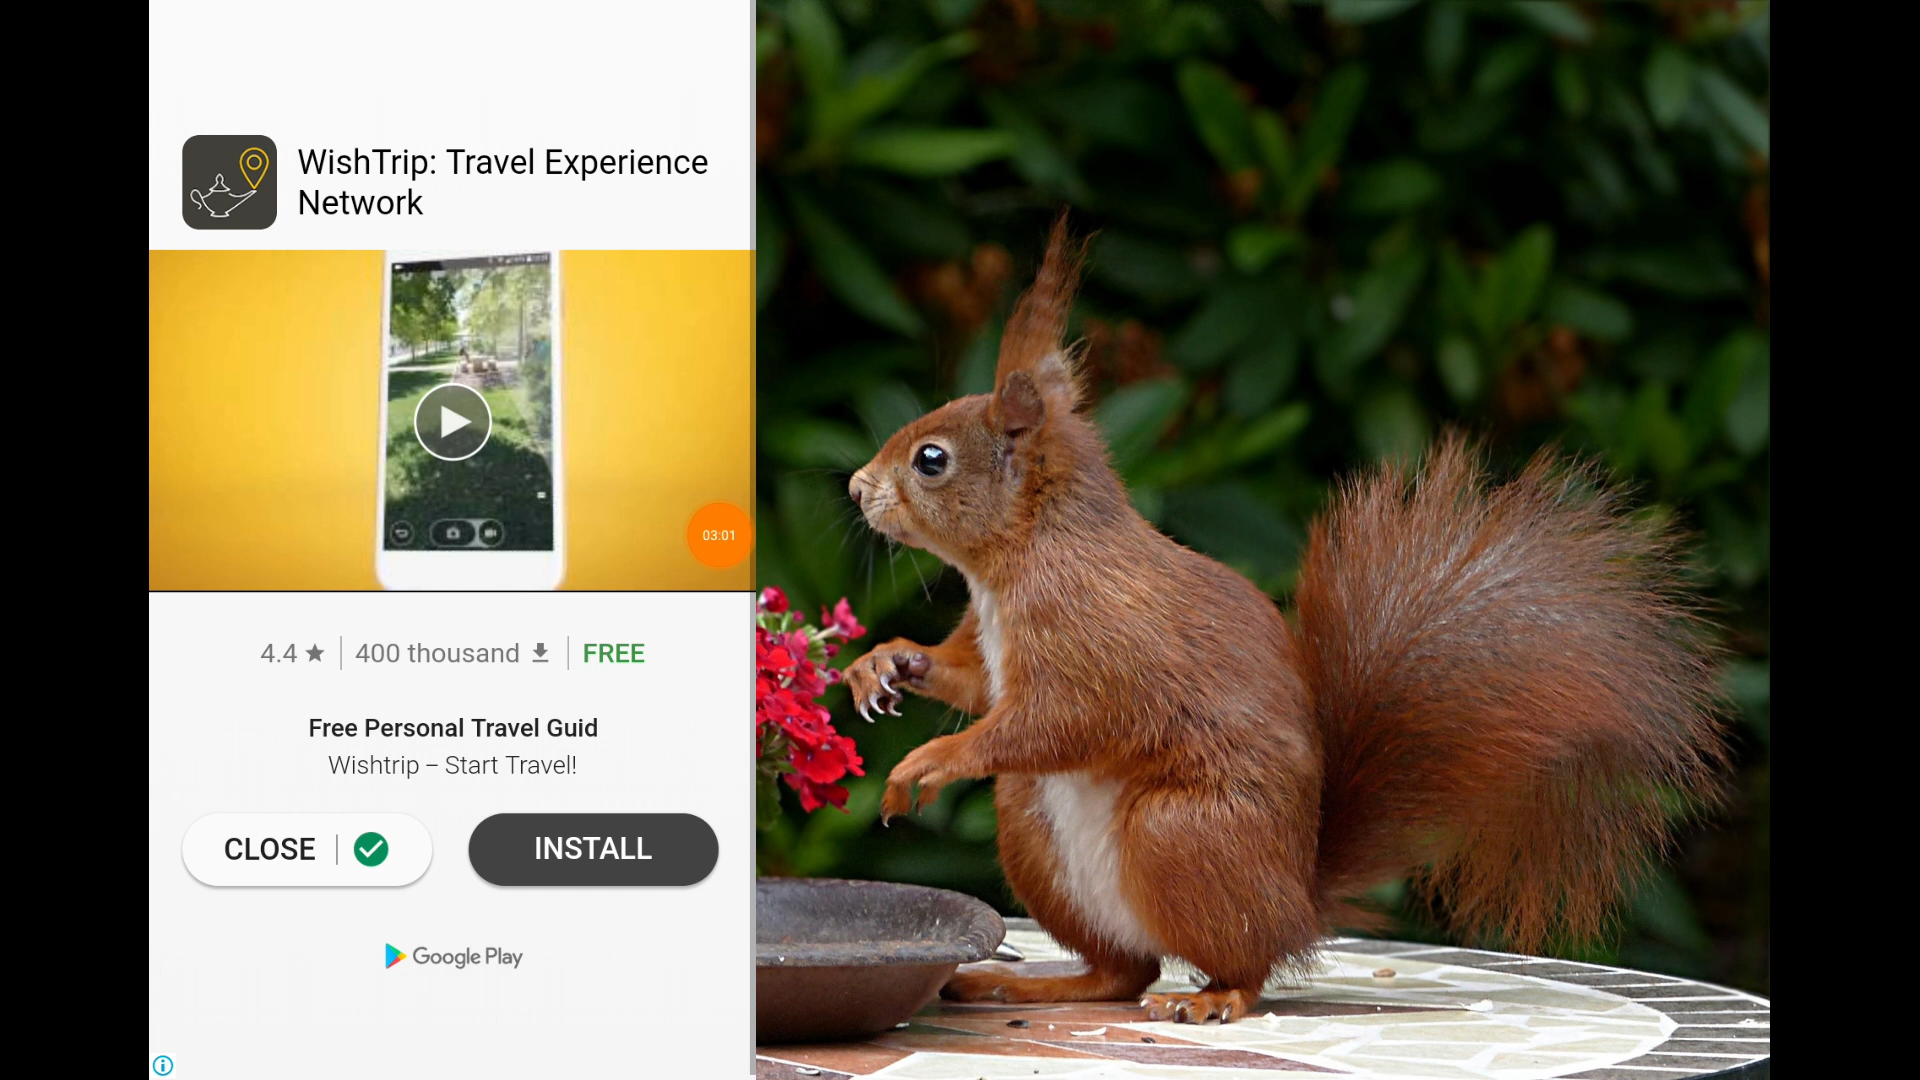 WishTrip: Travel Experience
Network
03:01
4.4 ★ | 400 thousand | FREE
Free Personal Travel Guid
Wishtrip – Start Travel!
CLOSE | INSTALL
Google Play